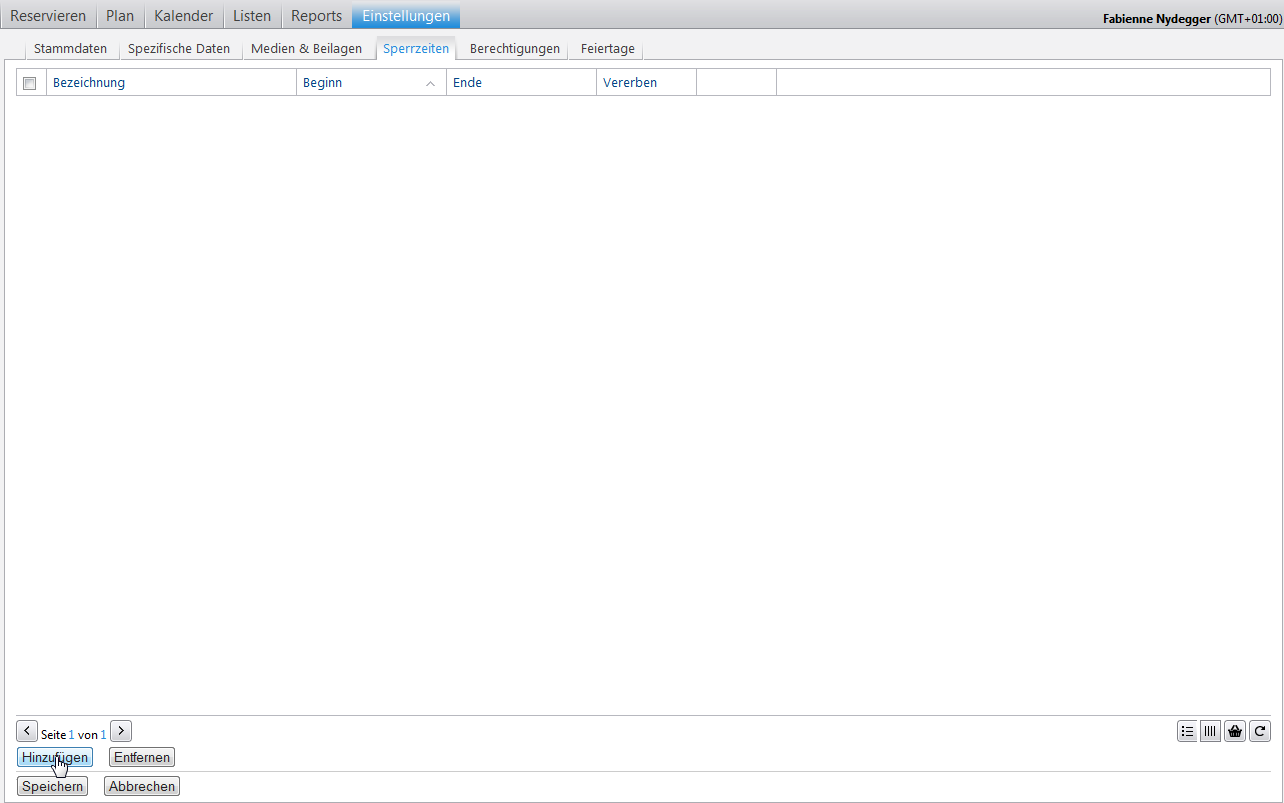 Reservieren Plan Kalender Listen Reports Einstellungen
Fabienne Nydegger (GMT+01:00)
Stammdaten Spezifische Daten Medien & Beilagen Sperrzeiten Berechtigungen Feiertage
Bezeichnung Beginn Ende Vererben
Seite 1 von 1
Hinzufügen Entfernen
Speichern Abbrechen